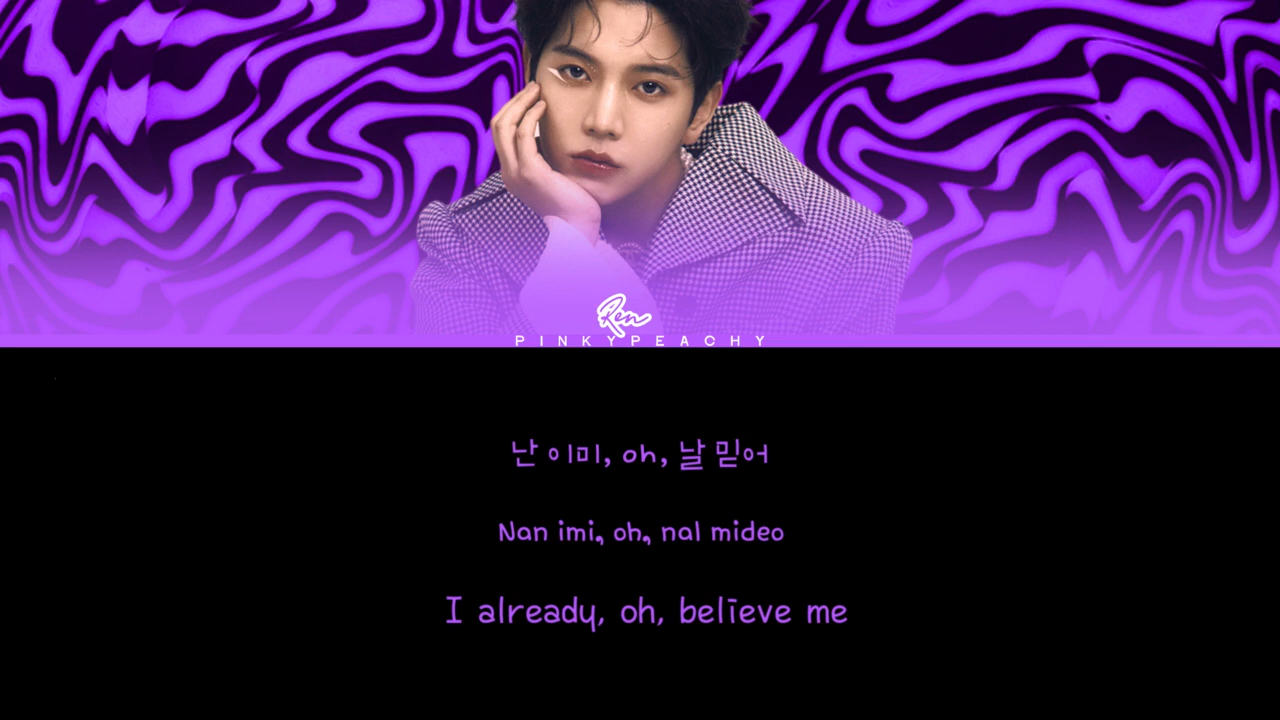 Ren
PINKYPEACHY
난 이미, oh, 날 믿어
Nan imi, oh, nal mideo
I already, oh, believe me